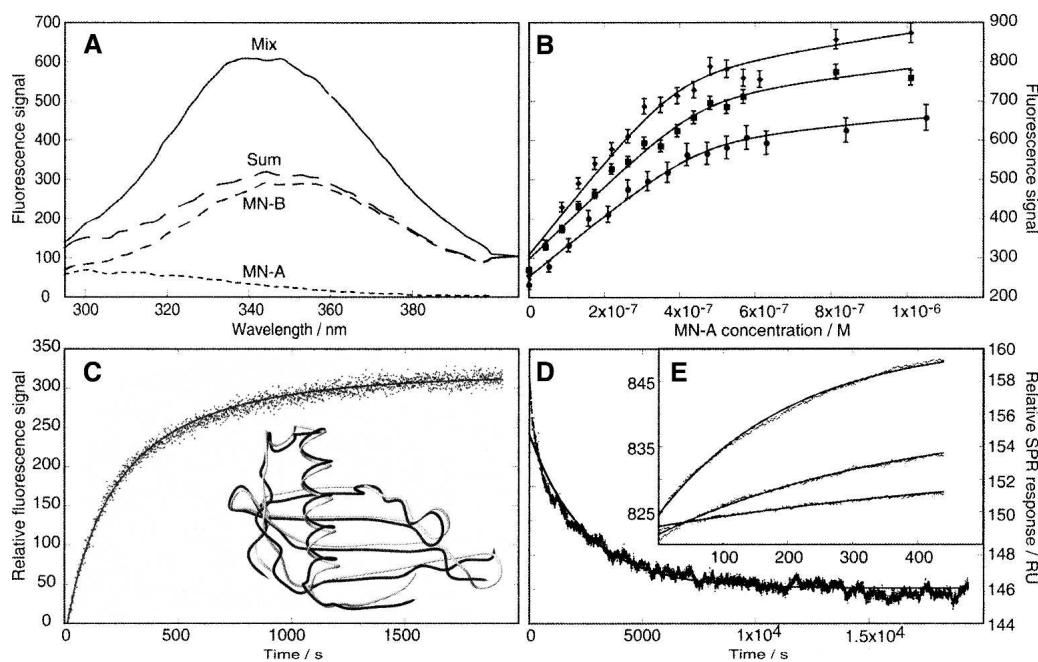 A
Mix
Sum
MN-B
MN-A
Fluorescence signal
700
600
500
400
300
200
100
0
300
320
340
360
380
Wavelength / nm
B
900
800
700
600
500
400
300
200
Fluorescence signal
0
2x10-7
4x10-7
6x10-7
8x10-7
1x10-6
MN-A concentration / M
C
Relative fluorescence signal
350
300
250
200
150
100
50
0
0
500
1000
1500
Time / s
D
E
845
835
825
100
200
300
400
160
158
156
154
152
150
148
146
144
Relative SPR response / RU
0
5000
1x10⁴
1.5x10⁴
Time / s